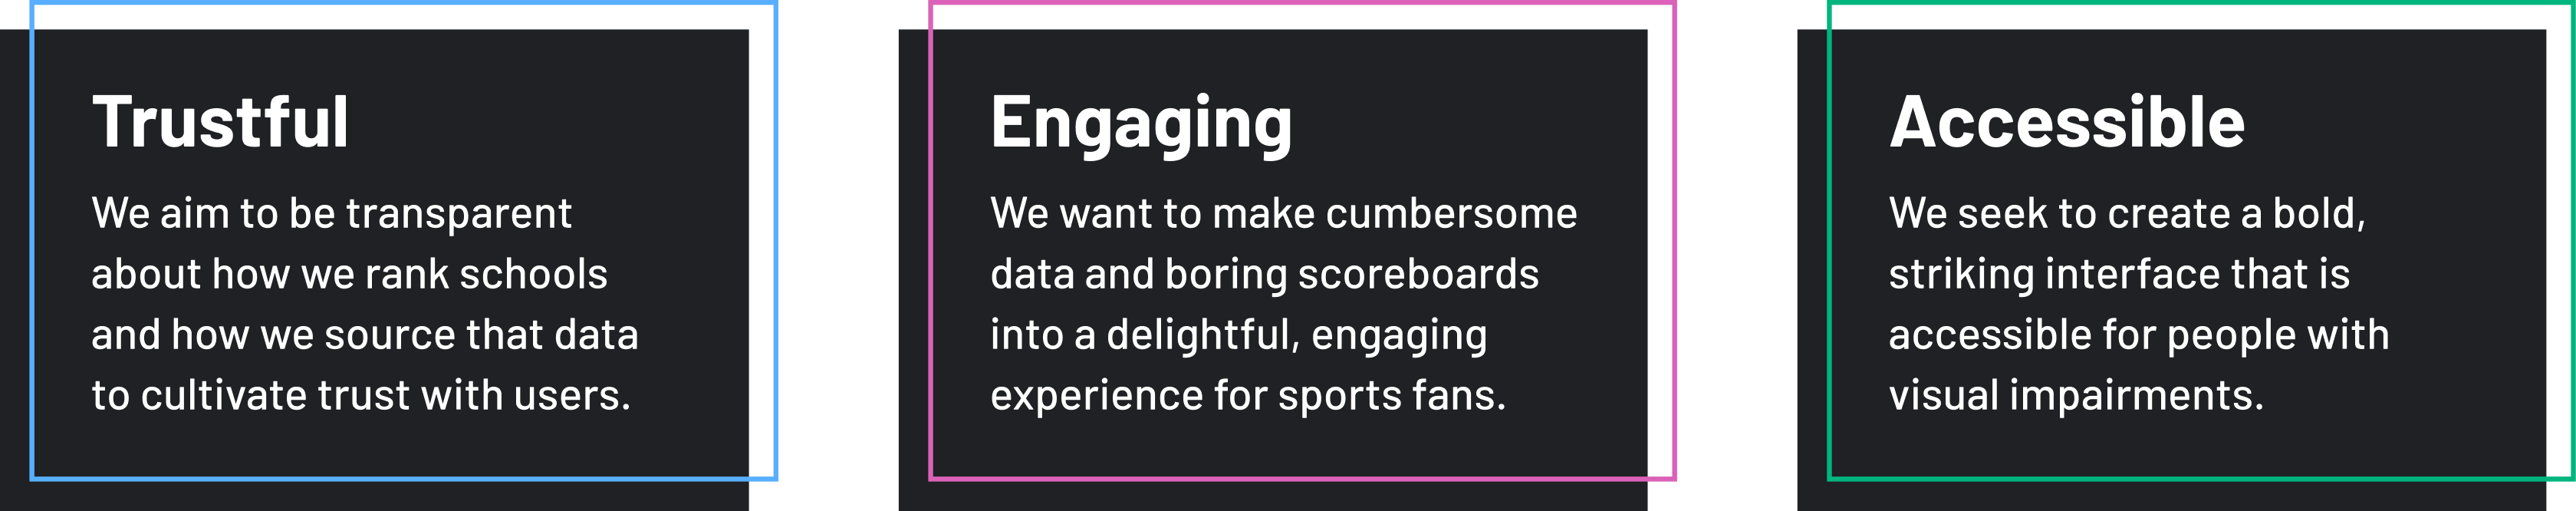 Trustful
We aim to be transparent
about how we rank schools
and how we source that data
to cultivate trust with users.
Engaging
We want to make cumbersome
data and boring scoreboards
into a delightful, engaging
experience for sports fans.
Accessible
We seek to create a bold,
striking interface that is
accessible for people with
visual impairments.